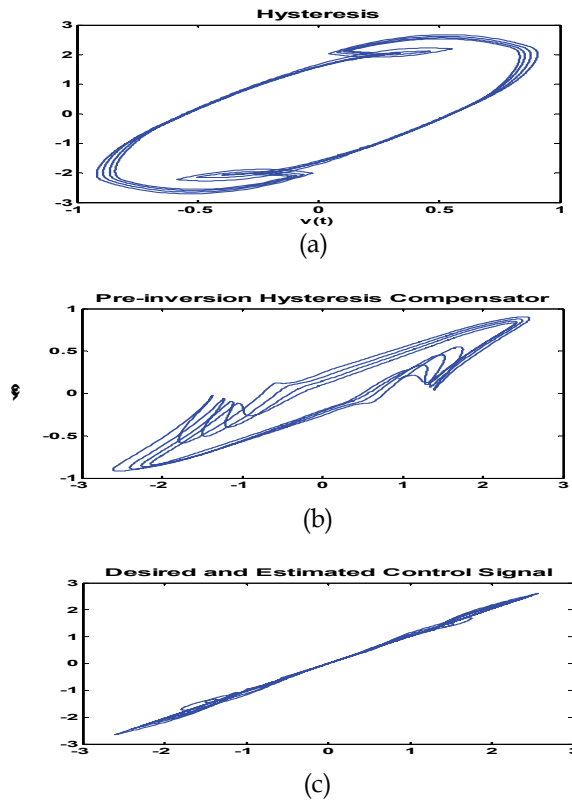 Hysteresis
3
2
1
0
-1
-2
-3
-1 -0.5 0 0.5 1
v(t)
(a)
Pre-inversion Hysteresis Compensator
1
0.5
0
-0.5
-1
-3 -2 -1 0 1 2 3
(b)
Desired and Estimated Control Signal
3
2
1
0
-1
-2
-3
-3 -2 -1 0 1 2 3
(c)